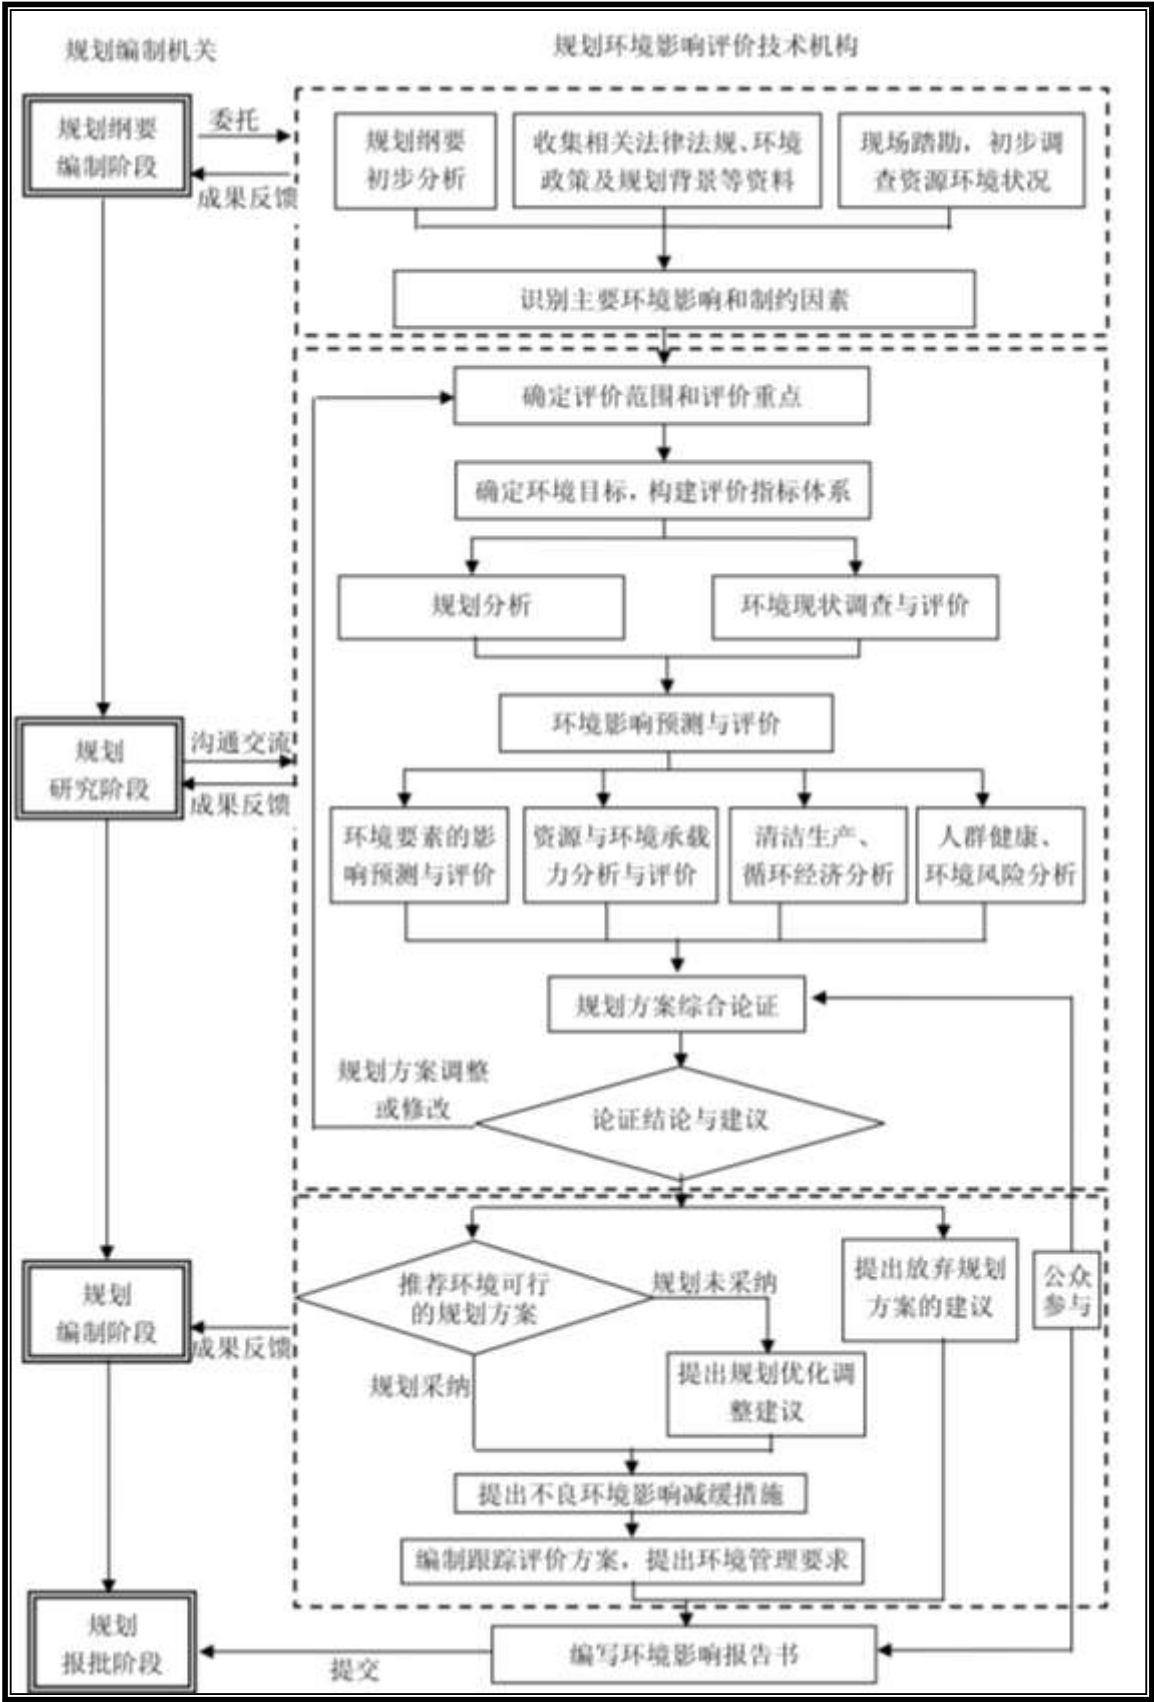 规划编制机关
规划环境影响评价技术机构
规划纲要
编制阶段
委托
成果反馈
规划纲要
初步分析
收集相关法律法规、环境
政策及规划背景等资料
现场踏勘，初步调
查资源环境状况
识别主要环境影响和制约因素
确定评价范围和评价重点
确定环境目标，构建评价指标体系
规划分析
环境现状调查与评价
环境影响预测与评价
规划
研究阶段
沟通交流
成果反馈
环境要素的影
响预测与评价
资源与环境承载
力分析与评价
清洁生产、
循环经济分析
人群健康、
环境风险分析
规划方案综合论证
规划方案调整
或修改
论证结论与建议
规划
编制阶段
成果反馈
推荐环境可行
的规划方案
规划未采纳
规划采纳
提出规划优化调
整建议
提出放弃规划
方案的建议
公众
参与
提出不良环境影响减缓措施
编制跟踪评价方案，提出环境管理要求
规划
报批阶段
提交
编写环境影响报告书